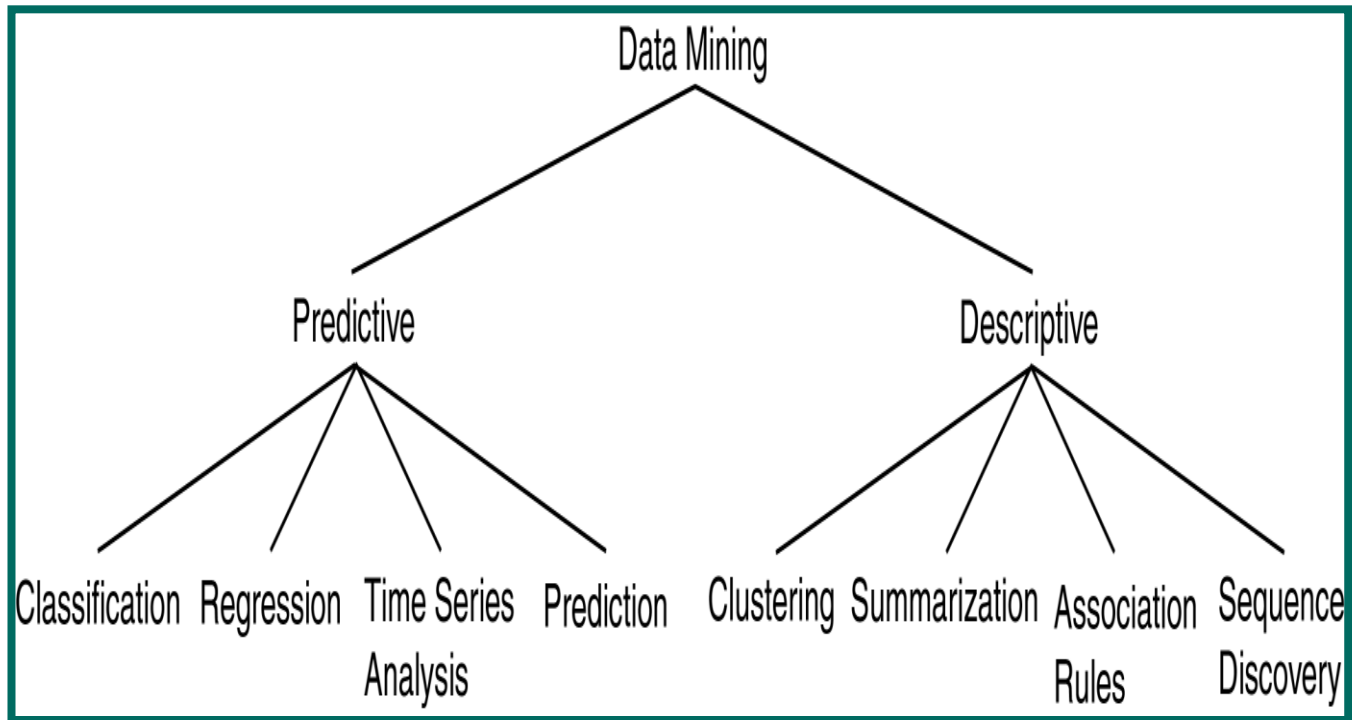 Data Mining
Predictive
Descriptive
Classification
Regression
Time Series
Analysis
Prediction
Clustering
Summarization
Association
Rules
Sequence
Discovery